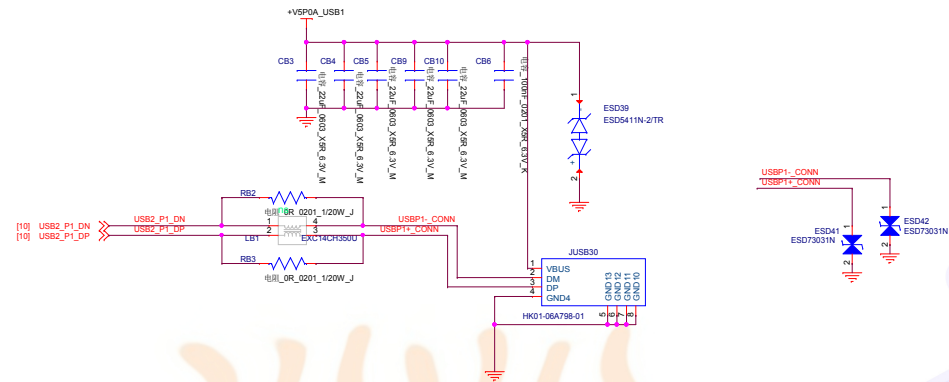 +V5P0A_USB1
CB3
CB4
CB5
CB9
CB10
CB6
电容_22uF_0603_X5R_6.3V_M
电容_22uF_0603_X5R_6.3V_M
电容_22uF_0603_X5R_6.3V_M
电容_22uF_0603_X5R_6.3V_M
电容_22uF_0603_X5R_6.3V_M
电容_100nF_0201_X5R_6.3V_K
1
ESD39
ESD5411N-2/TR
2
RB2
电阻_0R_0201_1/20W_J
[10] USB2_P1_DN
USB2_P1_DN
1
4
USBP1-_CONN
[10] USB2_P1_DP
USB2_P1_DP
2
3
USBP1+_CONN
LB1
EXC14CH350U
RB3
电阻_0R_0201_1/20W_J
USBP1-_CONN
USBP1+_CONN
1
1
ESD42
ESD73031N
ESD41
ESD73031N
2
2
JUSB30
1
VBUS
2
DM
3
DP
4
GND4
GND13
GND12
GND11
GND10
5
6
7
8
HK01-06A798-01